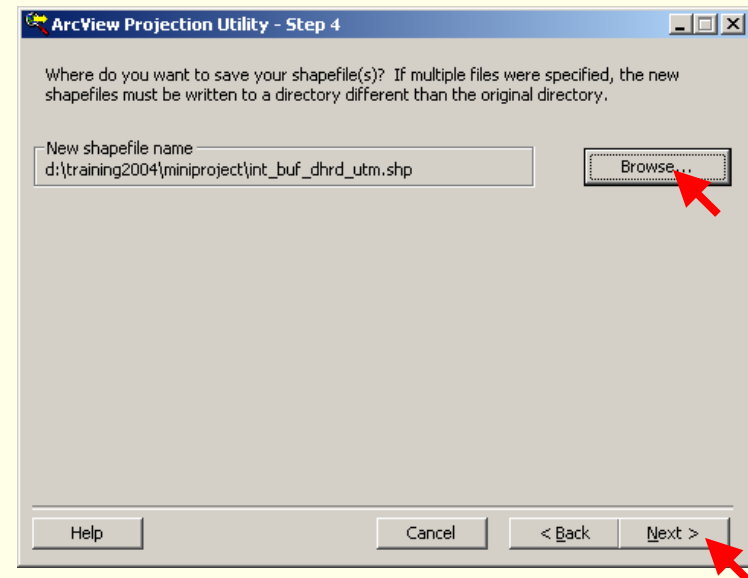 ArcView Projection Utility - Step 4
Where do you want to save your shapefile(s)? If multiple files were specified, the new
shapefiles must be written to a directory different than the original directory.
New shapefile name
d:\training2004\miniproject\int_buf_dhrd_utm.shp
Browse...
Help
Cancel
< Back
Next >